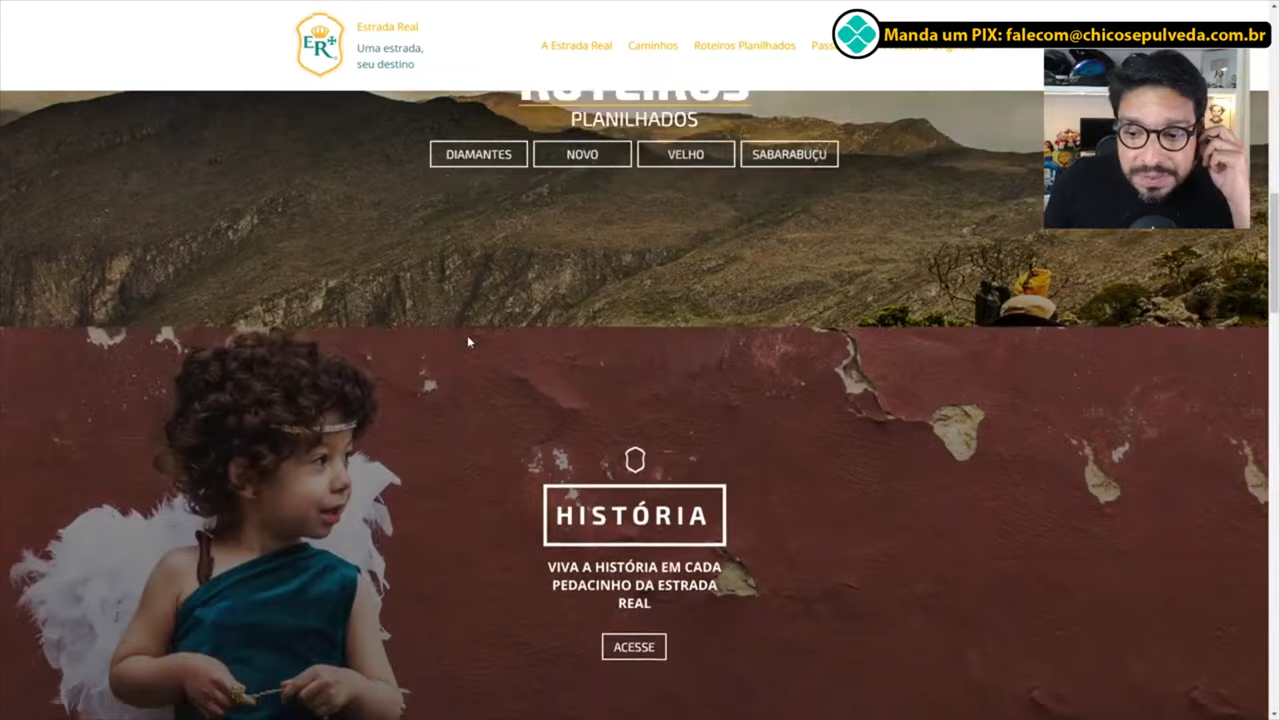 ER
Estrada Real
Uma estrada,
seu destino
A Estrada Real
Caminhos
Roteiros Planilhados
Manda um PIX: falecom@chicosepulveda.com.br
ROTEIROS
PLANILHADOS
DIAMANTES
NOVO
VELHO
SABARABUÇU
HISTÓRIA
VIVA A HISTÓRIA EM CADA
PEDACINHO DA ESTRADA
REAL
ACESSE